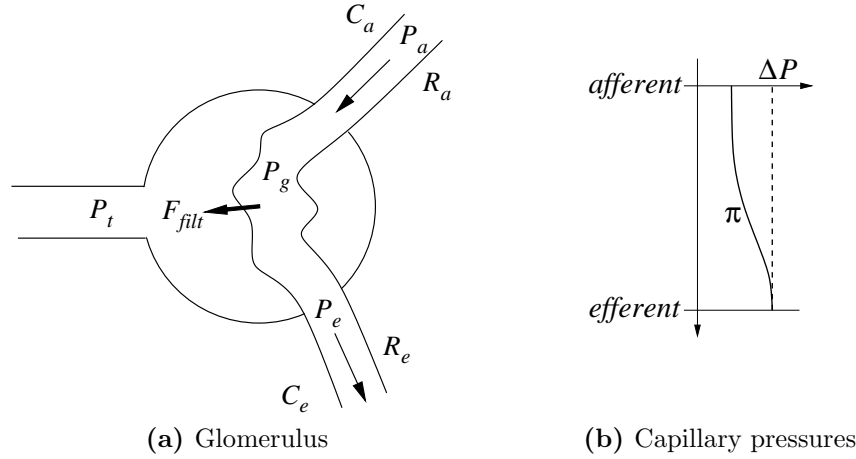 C_a
P_a
R_a
P_g
P_t
F_filt
P_e
R_e
C_e
(a) Glomerulus
ΔP
afferent
π
efferent
(b) Capillary pressures